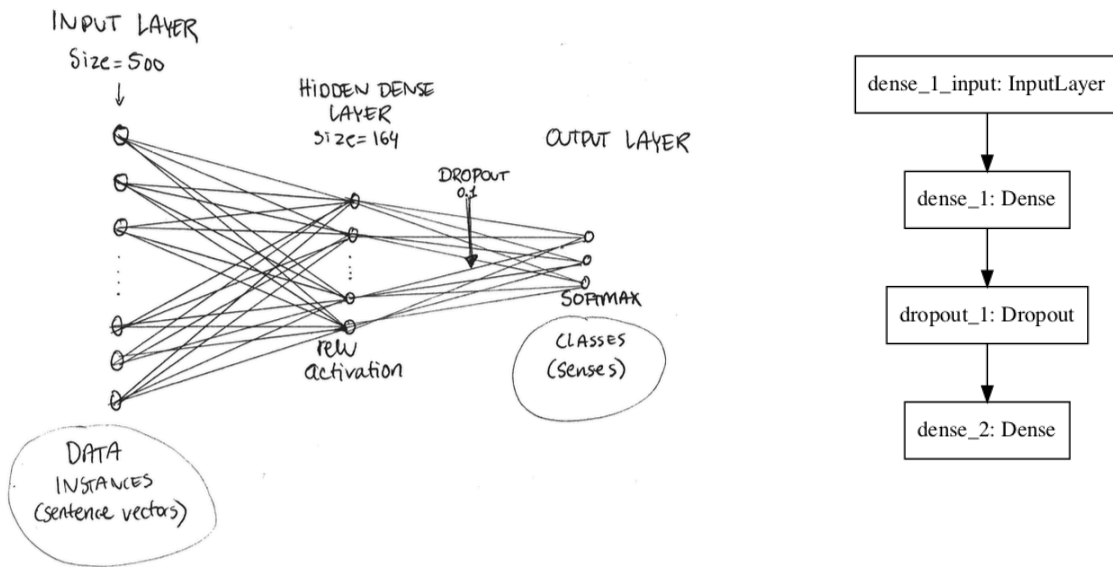 INPUT LAYER
Size=500
HIDDEN DENSE
LAYER
Size=164
DROPOUT
0.1
OUTPUT LAYER
relu
activation
SOFTMAX
CLASSES
(senses)
DATA
INSTANCES
(sentence vectors)
dense_1_input: InputLayer
dense_1: Dense
dropout_1: Dropout
dense_2: Dense